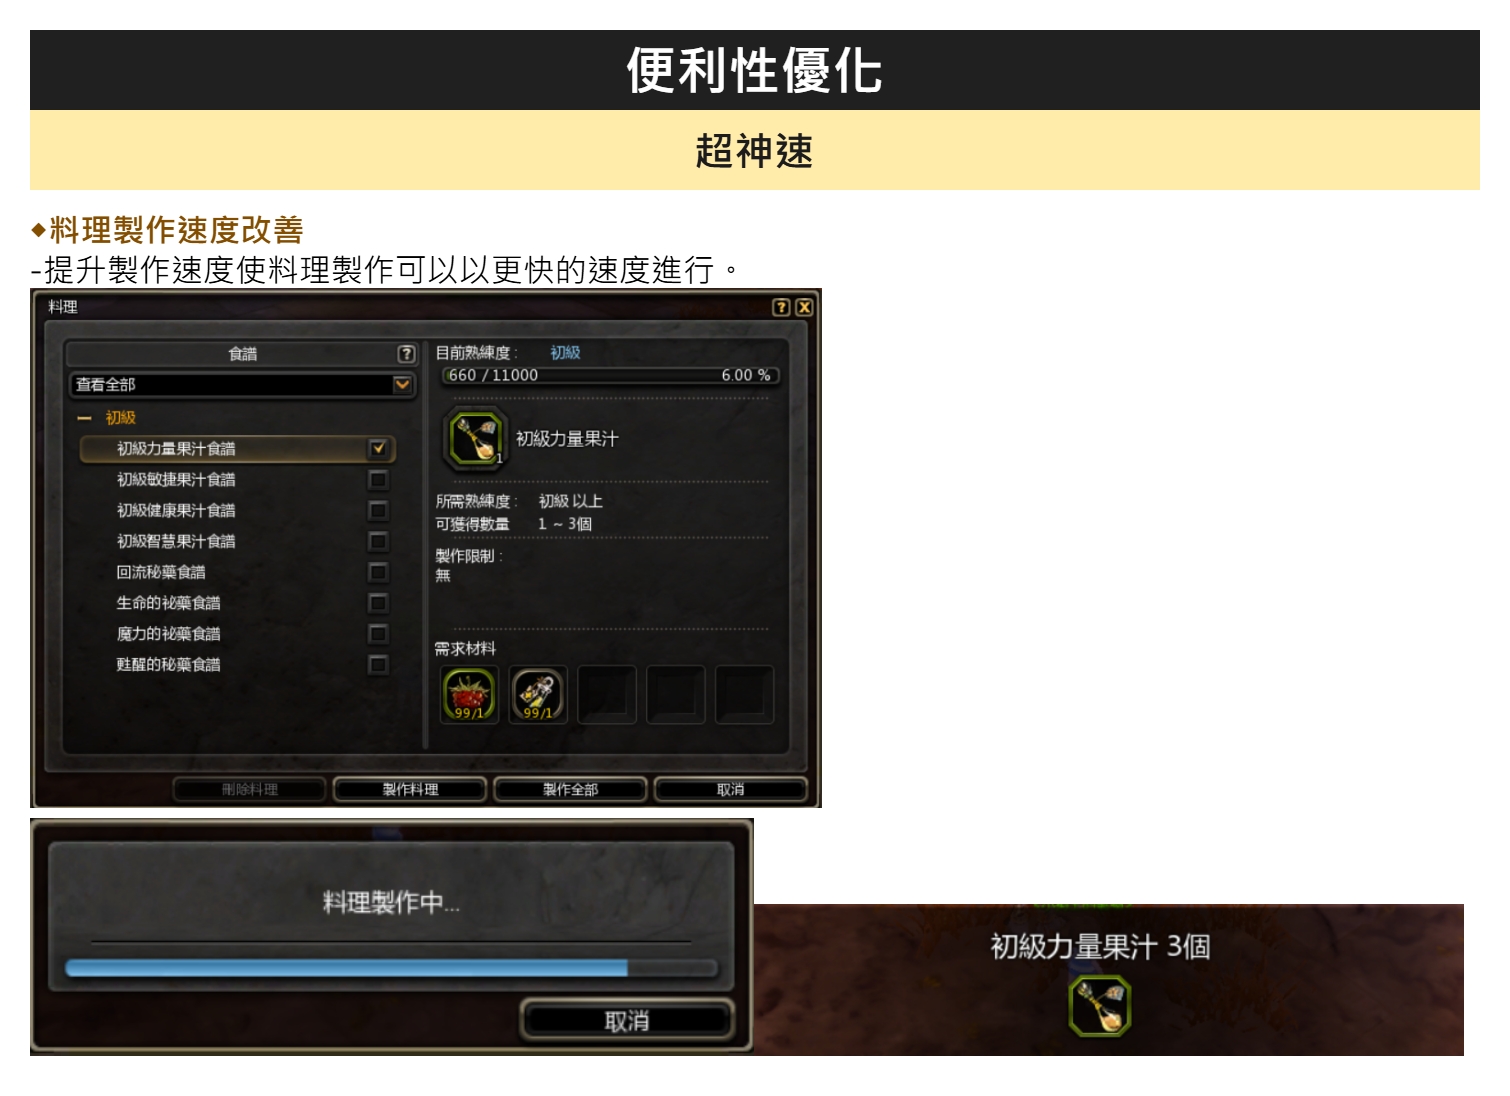 便利性優化
超神速
◆料理製作速度改善
-提升製作速度使料理製作可以以更快的速度進行。
料理
? X
食譜 ?
查看全部
初級
初級力量果汁食譜
初級敏捷果汁食譜
初級健康果汁食譜
初級智慧果汁食譜
回流秘藥食譜
生命的祕藥食譜
魔力的祕藥食譜
甦醒的秘藥食譜
目前熟練度 : 初級
660 / 11000 6.00 %
1
初級力量果汁
所需熟練度 : 初級 以上
可獲得數量 1 ~ 3個
製作限制 :
無
需求材料
99/1 99/1
刪除料理 製作料理 製作全部 取消
料理製作中...
取消
初級力量果汁 3個